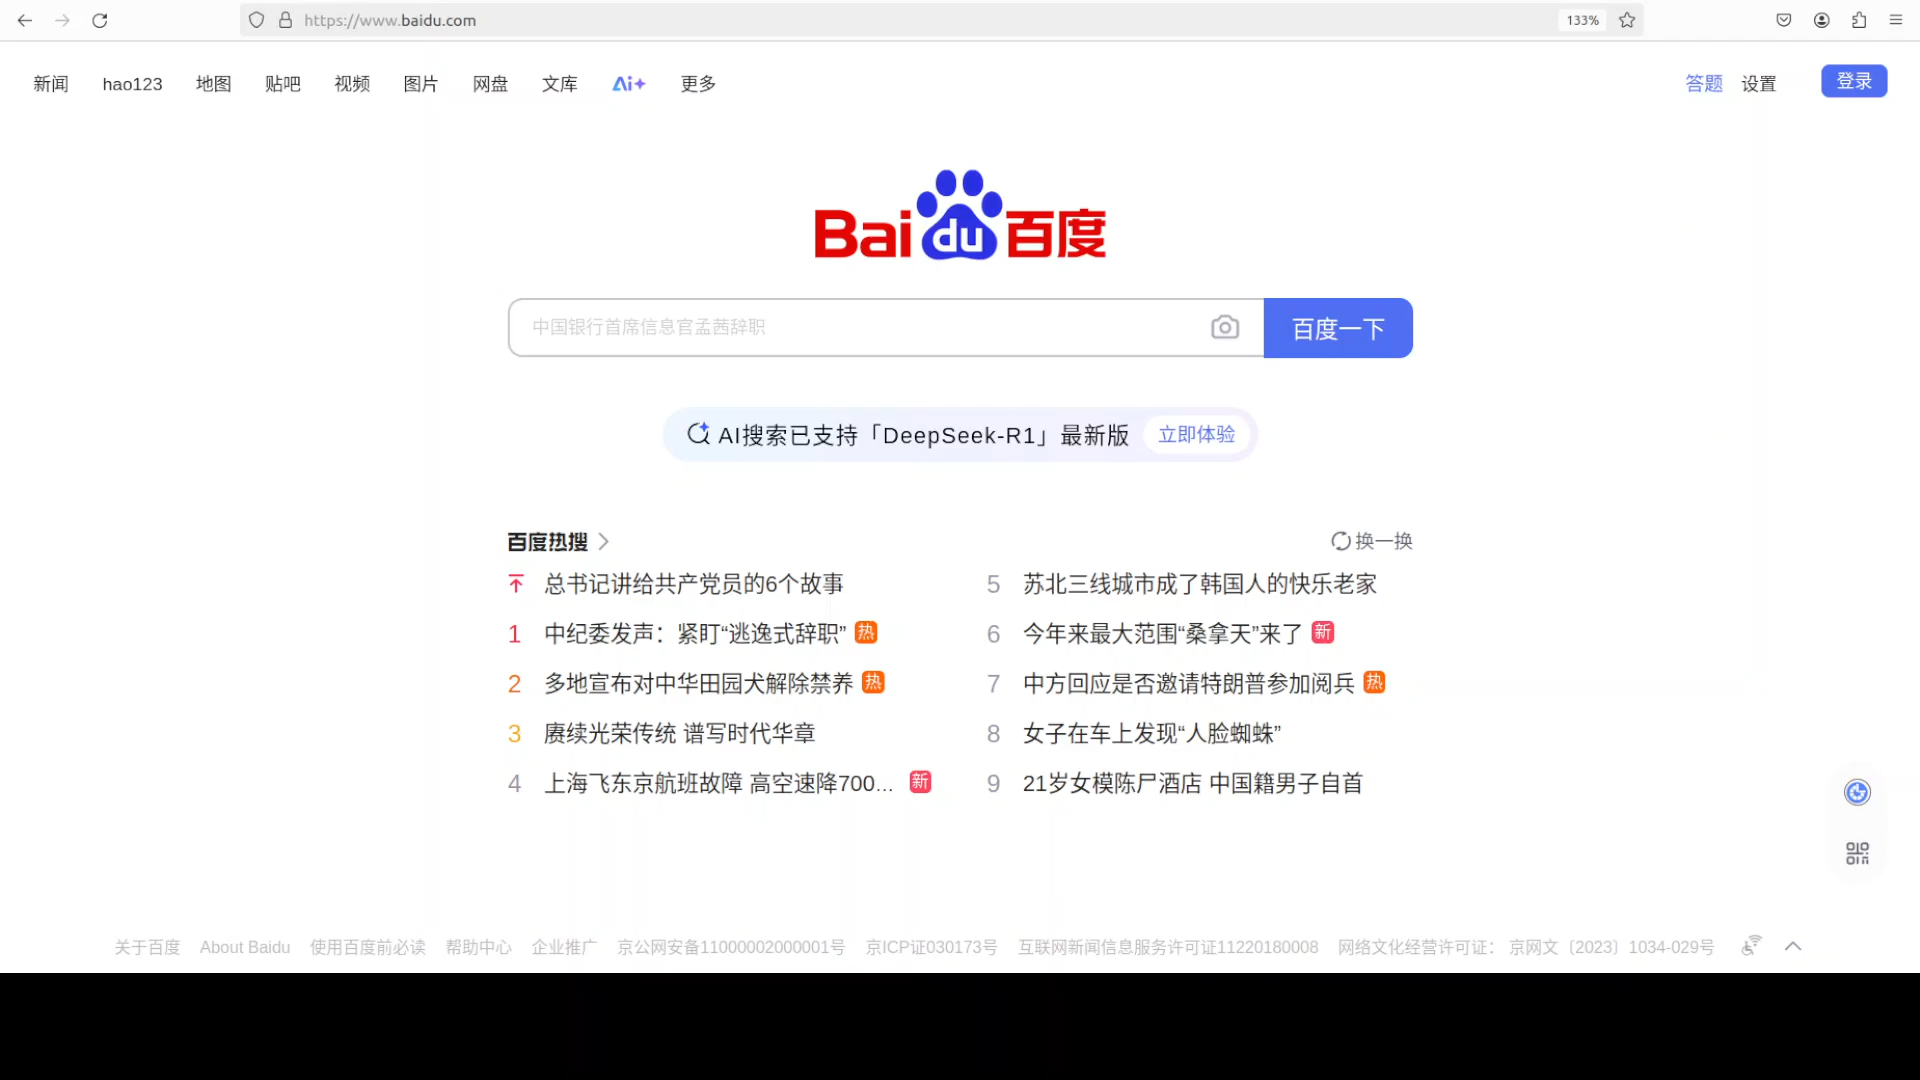 https://www.baidu.com
133%
新闻 hao123 地图 贴吧 视频 图片 网盘 文库 Ai+ 更多
答题 设置 登录
Bai du 百度
中国银行首席信息官孟茜辞职
百度一下
AI搜索已支持「DeepSeek-R1」最新版 立即体验
百度热搜
换一换
总书记讲给共产党员的6个故事
1 中纪委发声：紧盯“逃逸式辞职” 热
2 多地宣布对中华田园犬解除禁养 热
3 赓续光荣传统 谱写时代华章
4 上海飞东京航班故障 高空速降700... 新
5 苏北三线城市成了韩国人的快乐老家
6 今年来最大范围“桑拿天”来了 新
7 中方回应是否邀请特朗普参加阅兵 热
8 女子在车上发现“人脸蜘蛛”
9 21岁女模陈尸酒店 中国籍男子自首
关于百度 About Baidu 使用百度前必读 帮助中心 企业推广 京公网安备11000002000001号 京ICP证030173号 互联网新闻信息服务许可证11220180008 网络文化经营许可证： 京网文〔2023〕1034-029号